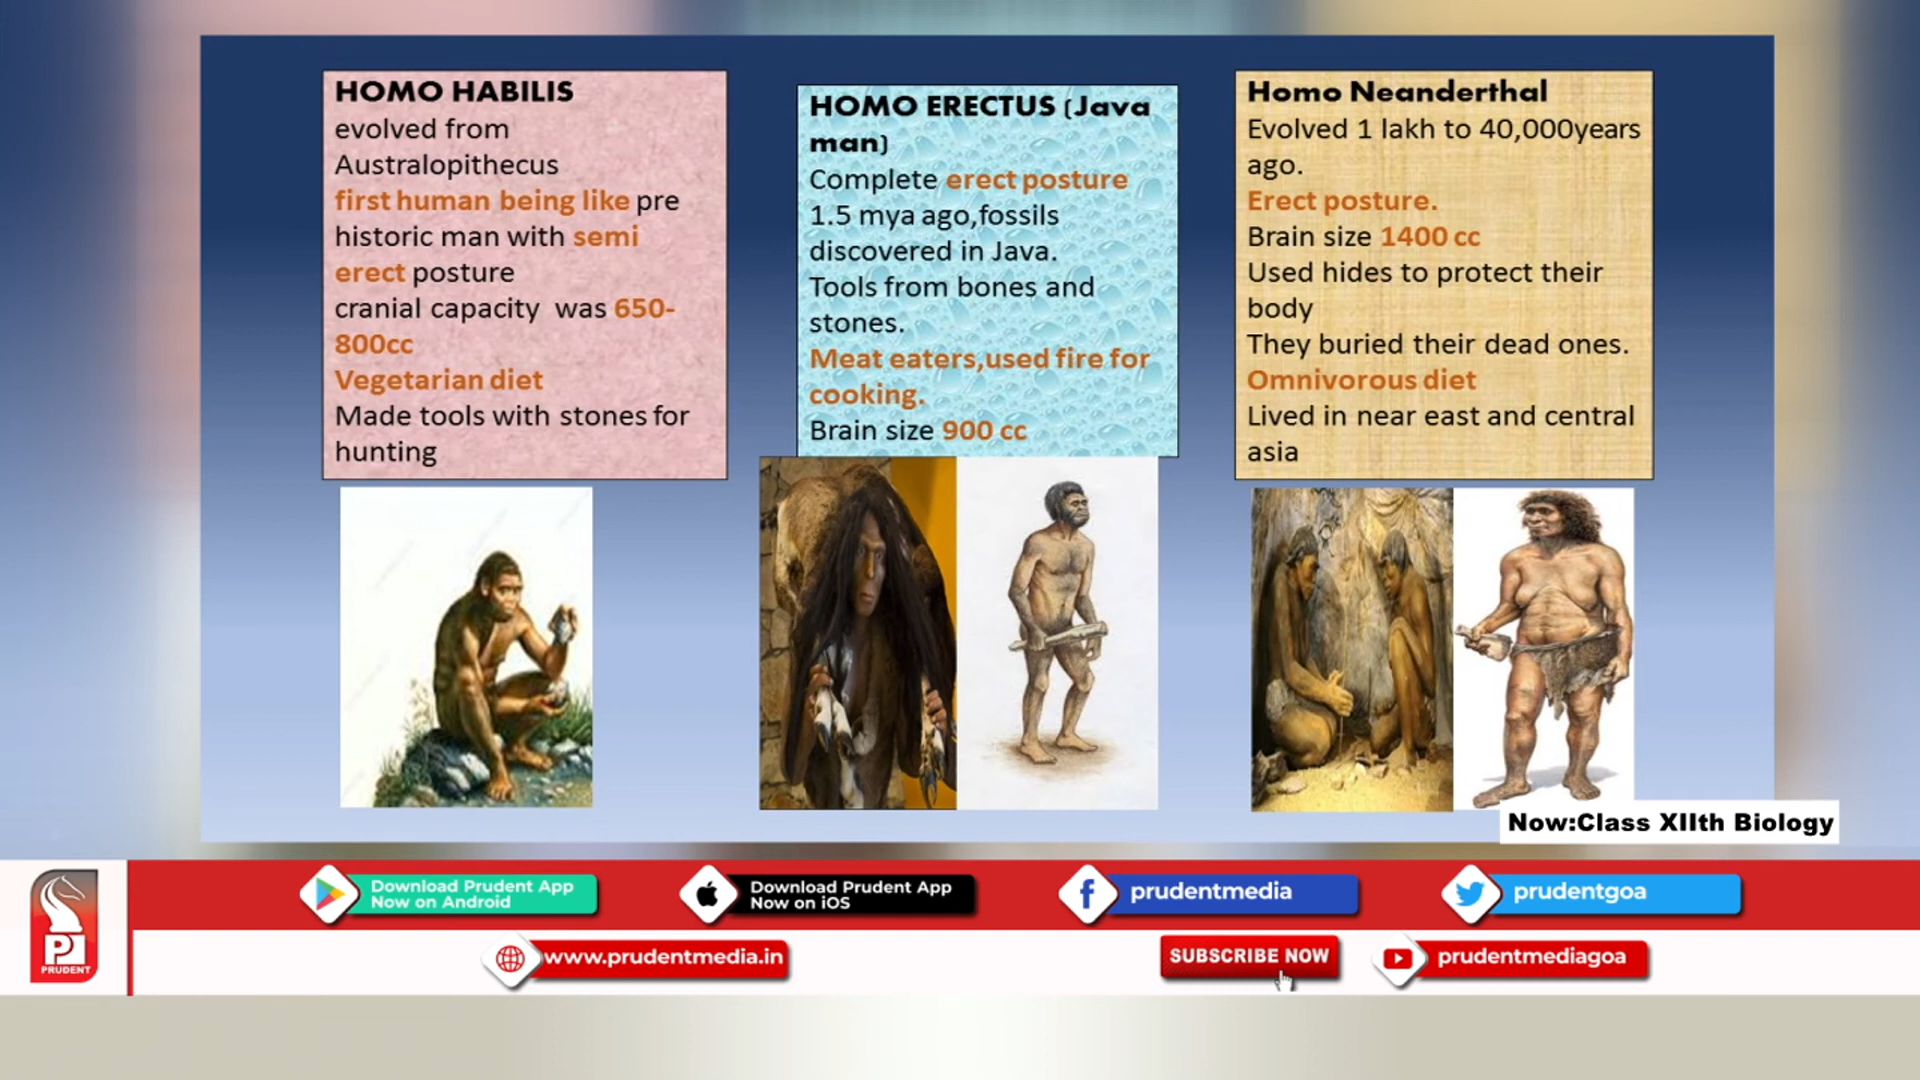 HOMO HABILIS
evolved from
Australopithecus
first human being like pre
historic man with semi
erect posture
cranial capacity was 650-
800cc
Vegetarian diet
Made tools with stones for
hunting
HOMO ERECTUS (Java
man)
Complete erect posture
1.5 mya ago,fossils
discovered in Java.
Tools from bones and
stones.
Meat eaters,used fire for
cooking.
Brain size 900 cc
Homo Neanderthal
Evolved 1 lakh to 40,000years
ago.
Erect posture.
Brain size 1400 cc
Used hides to protect their
body
They buried their dead ones.
Omnivorous diet
Lived in near east and central
asia
Now:Class XIIth Biology
PRUDENT
Download Prudent App
Now on Android
Download Prudent App
Now on iOS
prudentmedia
prudentgoa
www.prudentmedia.in
SUBSCRIBE NOW
prudentmediagoa